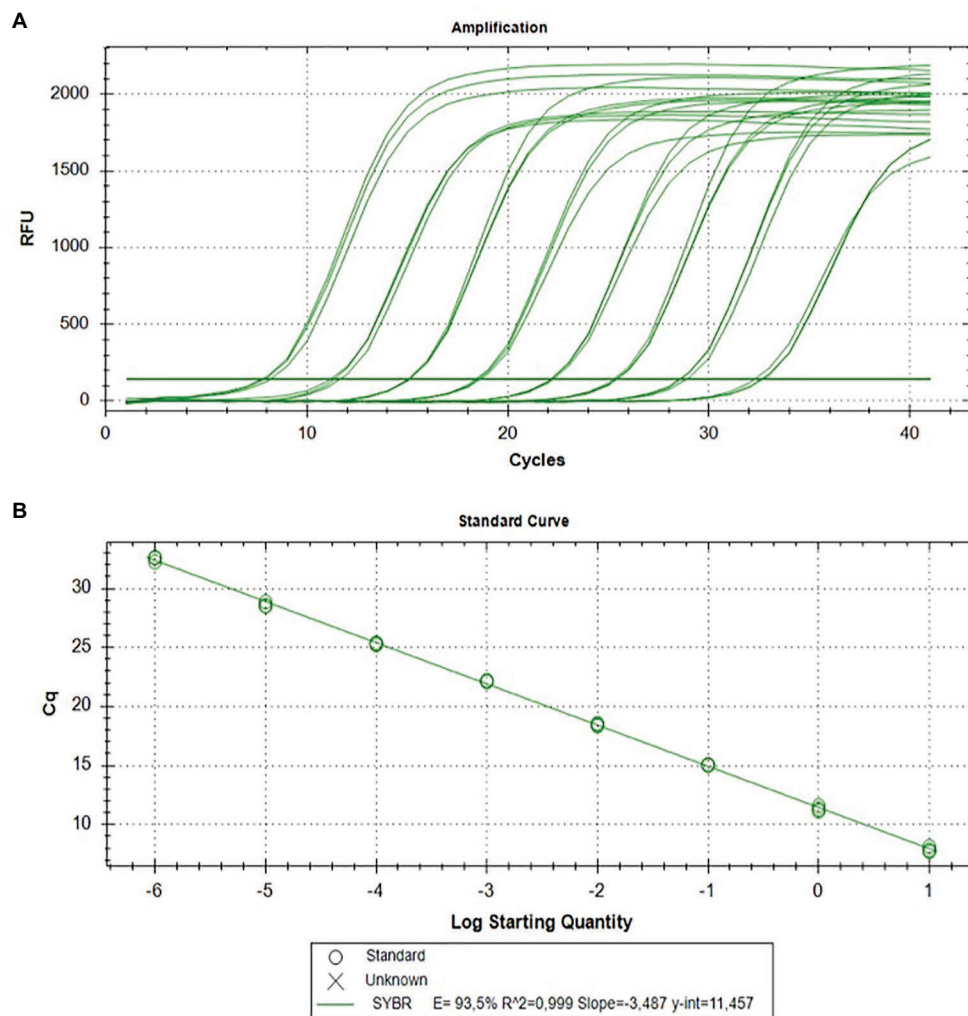 A
Amplification
2000
1500
1000
500
0
RFU
0 10 20 30 40
Cycles
B
Standard Curve
30
25
20
15
10
Cq
-6 -5 -4 -3 -2 -1 0 1
Log Starting Quantity
Standard
Unknown
SYBR E= 93,5% R^2=0,999 Slope=-3,487 y-int=11,457